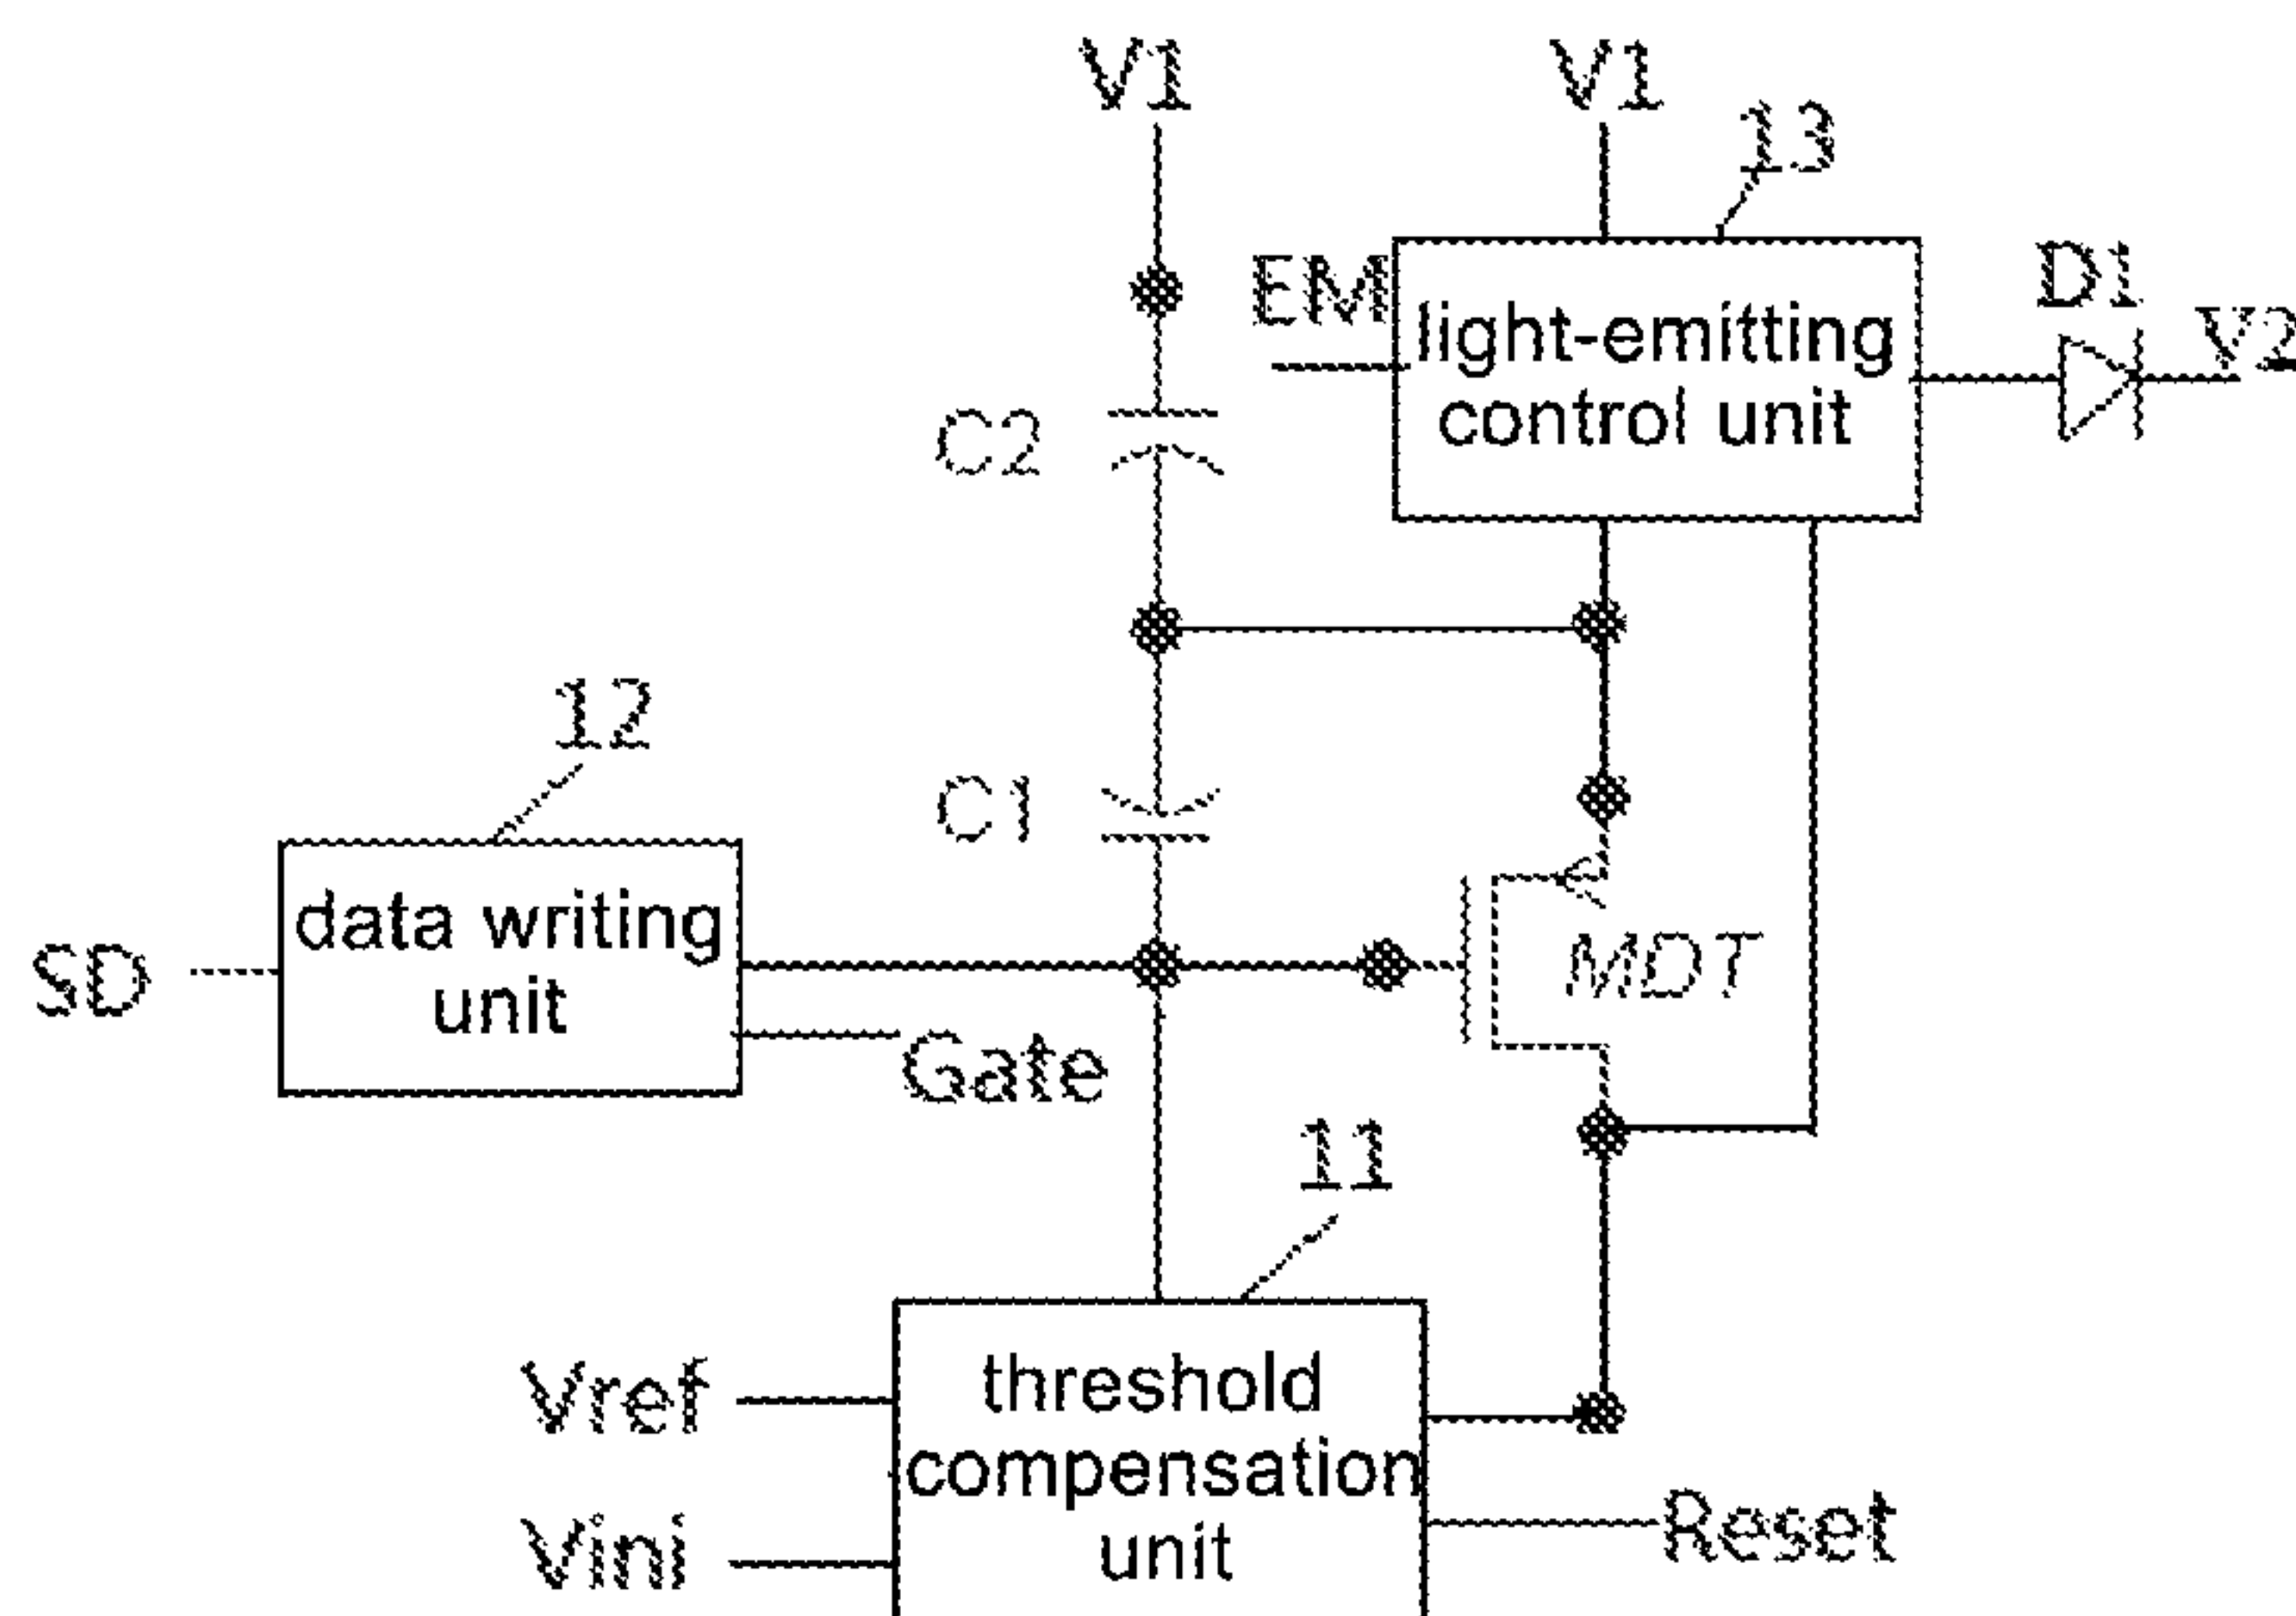 V1
V1
13
EM
light-emitting
control unit
D1
V2
C2
12
C1
data writing
unit
SD
MDT
Gate
11
Vref
threshold
compensation
unit
Vini
Reset